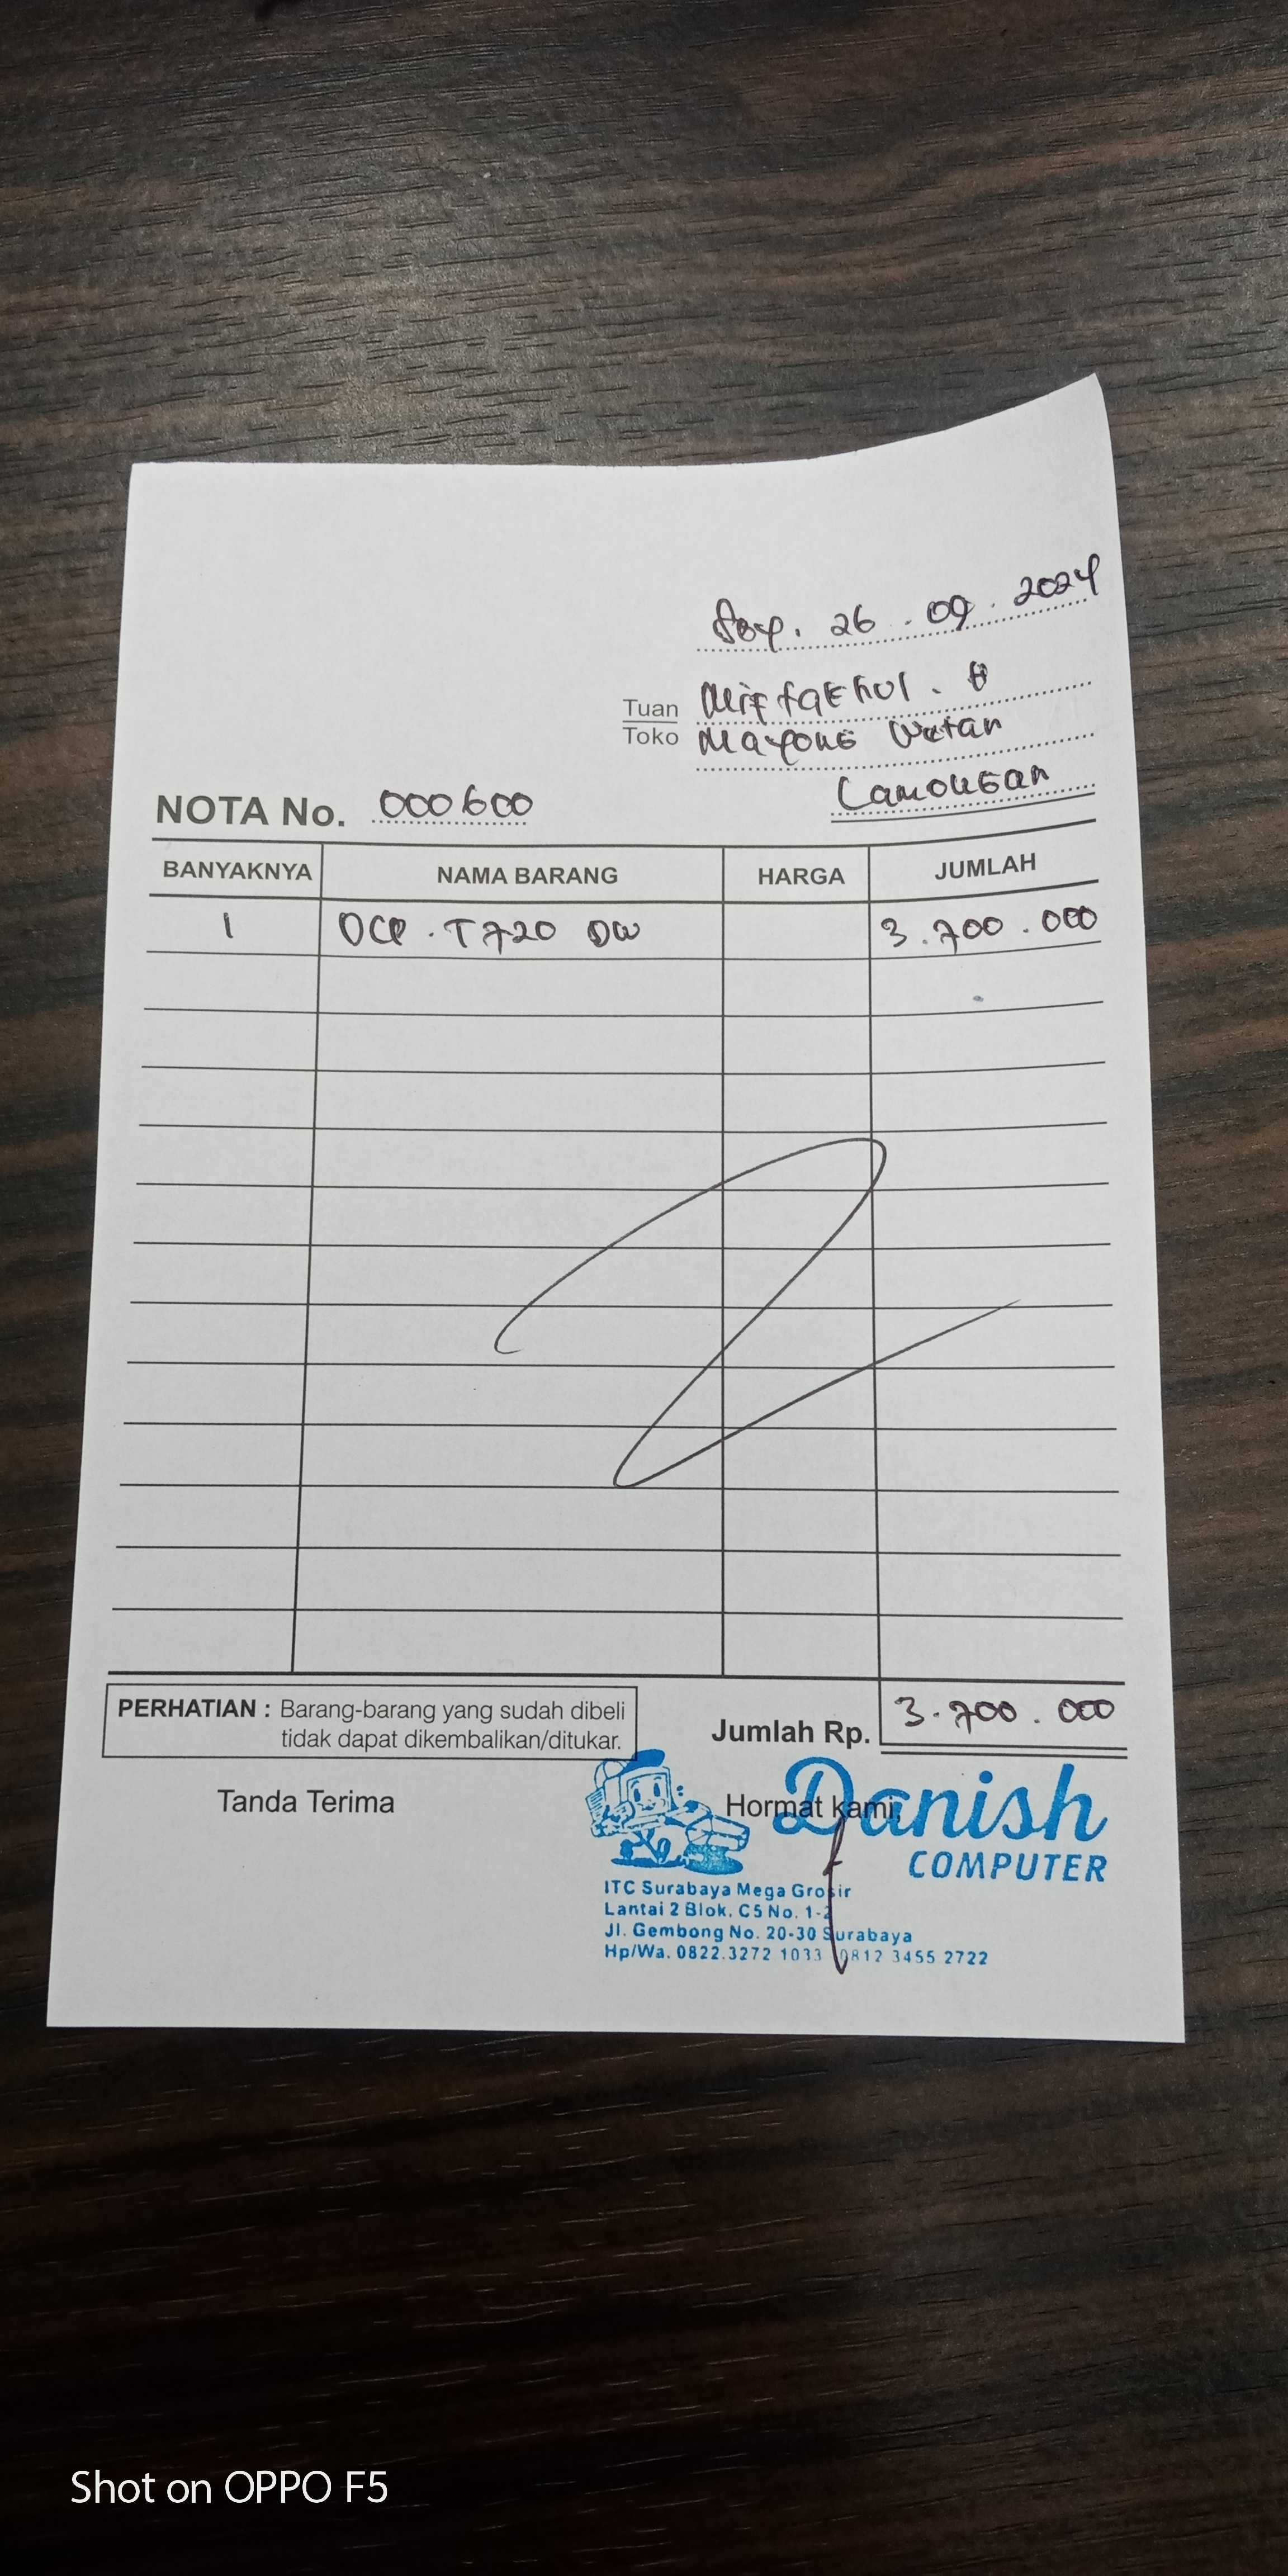 Sby. 26 . 09 . 2024
Tuan Miftakhul . H
Toko Mayong Wetan
Lamongan
NOTA No. 000600
BANYAKNYA NAMA BARANG HARGA JUMLAH
1 DCP . T720 DW 3.700.000
PERHATIAN : Barang-barang yang sudah dibeli
tidak dapat dikembalikan/ditukar.
Jumlah Rp. 3.700.000
Tanda Terima
Hormat kami,
Danish
COMPUTER
ITC Surabaya Mega Grosir
Lantai 2 Blok. C5 No. 1-2
Jl. Gembong No. 20-30 Surabaya
Hp/Wa. 0822.3272 1033 0812 3455 2722
Shot on OPPO F5